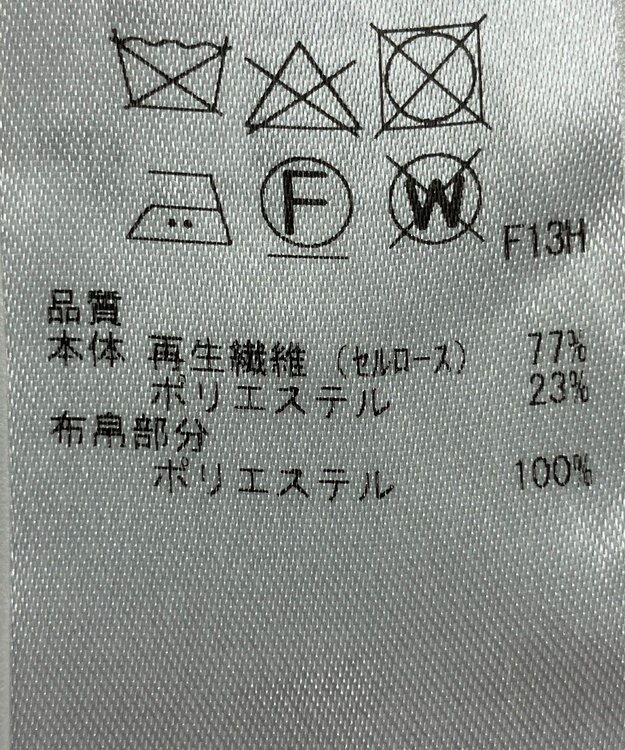 F W F13H
品質
本体 再生繊維 (セルロース) 77%
ポリエステル 23%
布帛部分
ポリエステル 100%